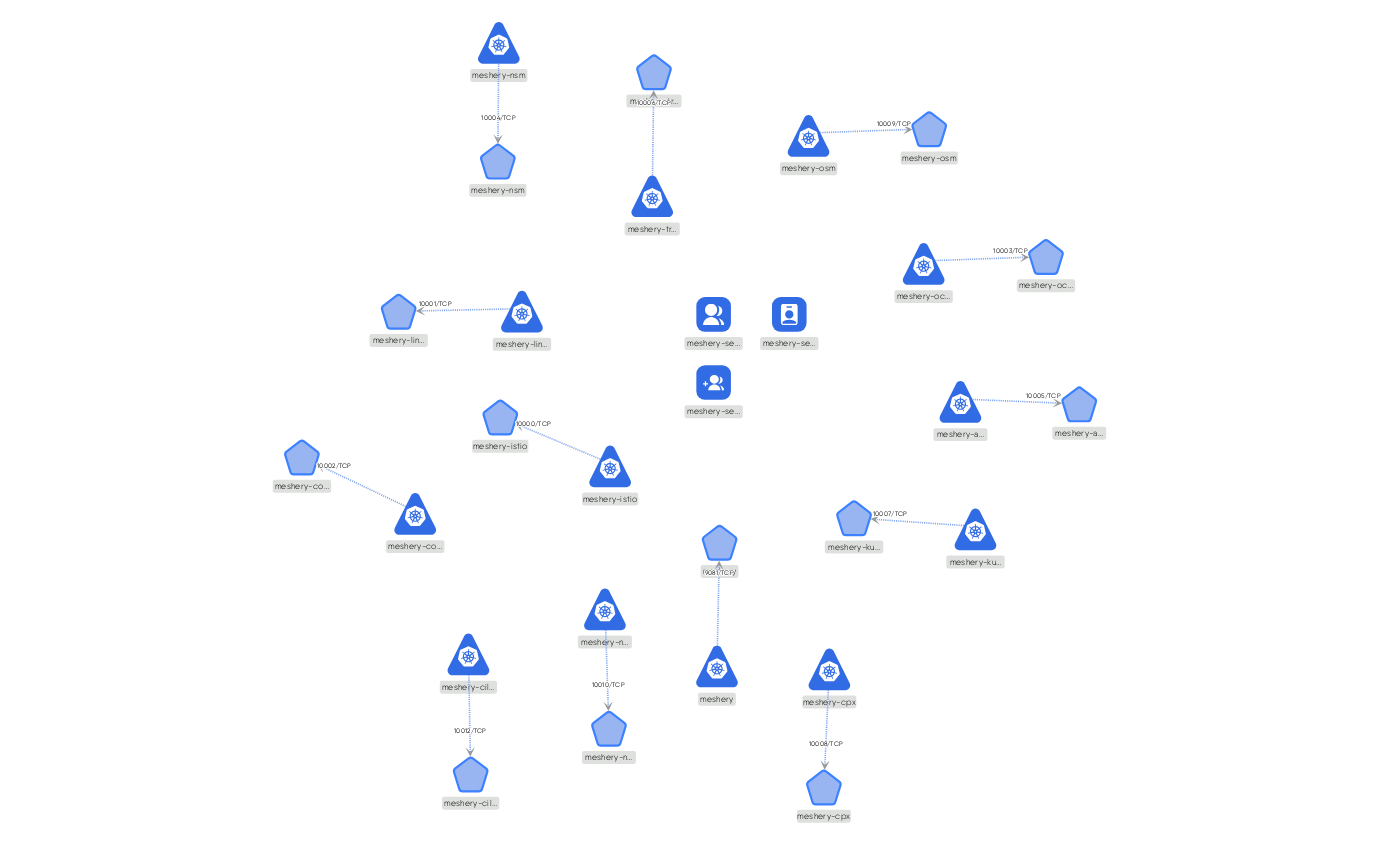 meshery-nsm
10004/TCP
meshery-nsm
10006/TCP
meshery-tr...
10009/TCP
meshery-osm
meshery-osm
10003/TCP
meshery-oc...
meshery-oc...
10001/TCP
meshery-lin...
meshery-lin...
meshery-se...
meshery-se...
meshery-se...
10005/TCP
meshery-a...
meshery-a...
10000/TCP
meshery-istio
meshery-istio
10002/TCP
meshery-co...
meshery-co...
10007/TCP
meshery-ku...
meshery-ku...
meshery-n...
10010/TCP
meshery-n...
meshery
meshery-cil...
10012/TCP
meshery-cil...
meshery-cpx
10008/TCP
meshery-cpx